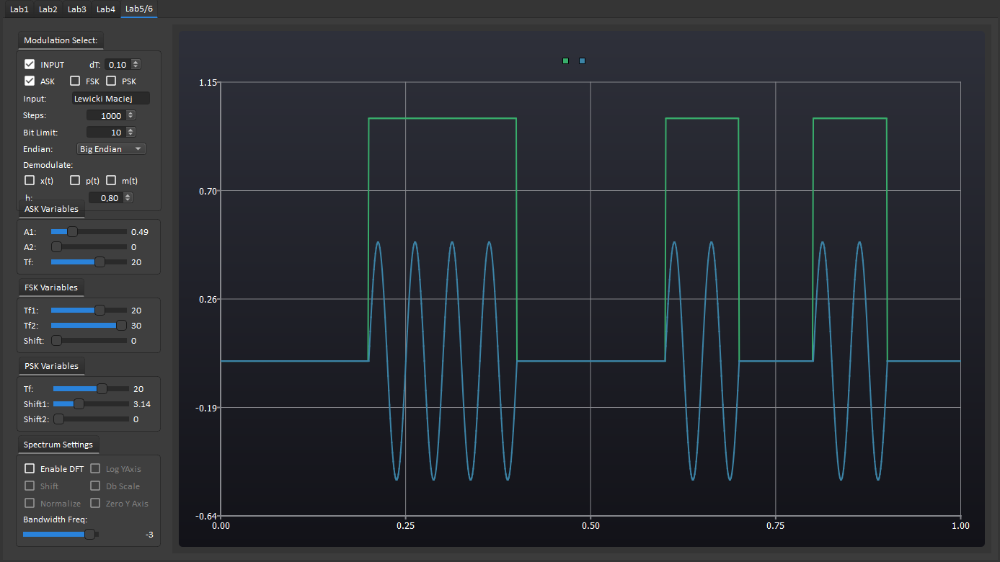 Lab1 Lab2 Lab3 Lab4 Lab5/6
Modulation Select:
INPUT dT: 0,10
ASK FSK PSK
Input: Lewicki Maciej
Steps: 1000
Bit Limit: 10
Endian: Big Endian
Demodulate:
x(t) p(t) m(t)
h: 0,80
ASK Variables
A1: 0.49
A2: 0
Tf: 20
FSK Variables
Tf1: 20
Tf2: 30
Shift: 0
PSK Variables
Tf: 20
Shift1: 3.14
Shift2: 0
Spectrum Settings
Enable DFT Log YAxis
Shift Db Scale
Normalize Zero Y Axis
Bandwidth Freq:
-3
1.15
0.70
0.26
-0.19
-0.64
0.00 0.25 0.50 0.75 1.00